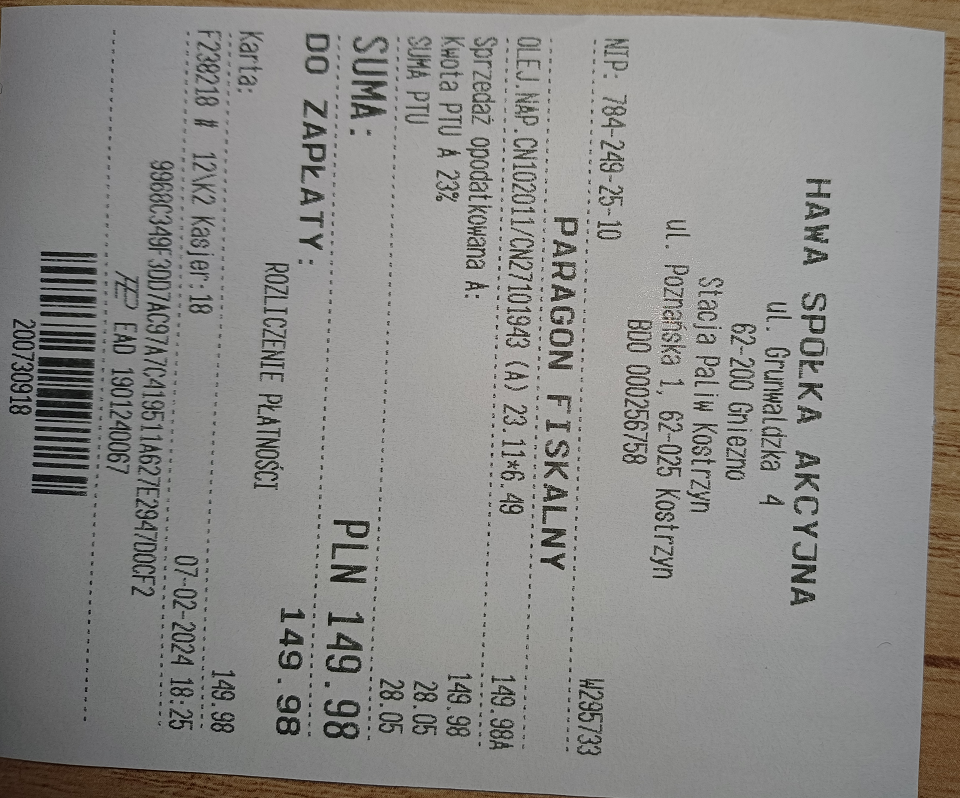 HAWA SPÓŁKA AKCYJNA
ul. Grunwaldzka 4
62-200 Gniezno
Stacja Paliw Kostrzyn
ul. Poznańska 1, 62-025 Kostrzyn
BDO 000256758
NIP: 784-249-25-10 W295733
PARAGON FISKALNY
OLEJ.NAP.CN102011/CN27101943 (A) 23.11*6.49 149.98A
Sprzedaż opodatkowana A: 149.98
Kwota PTU A 23% 28.05
SUMA PTU 28.05
SUMA: PLN 149.98
DO ZAPŁATY: 149.98
ROZLICZENIE PŁATNOŚCI
Karta: 149.98
F238218 # 12\K2 Kasjer:18 07-02-2024 18:25
9968C349F3DD7AC97A7C419511A627E2947D0CF2
EAD 1901240067
200730918